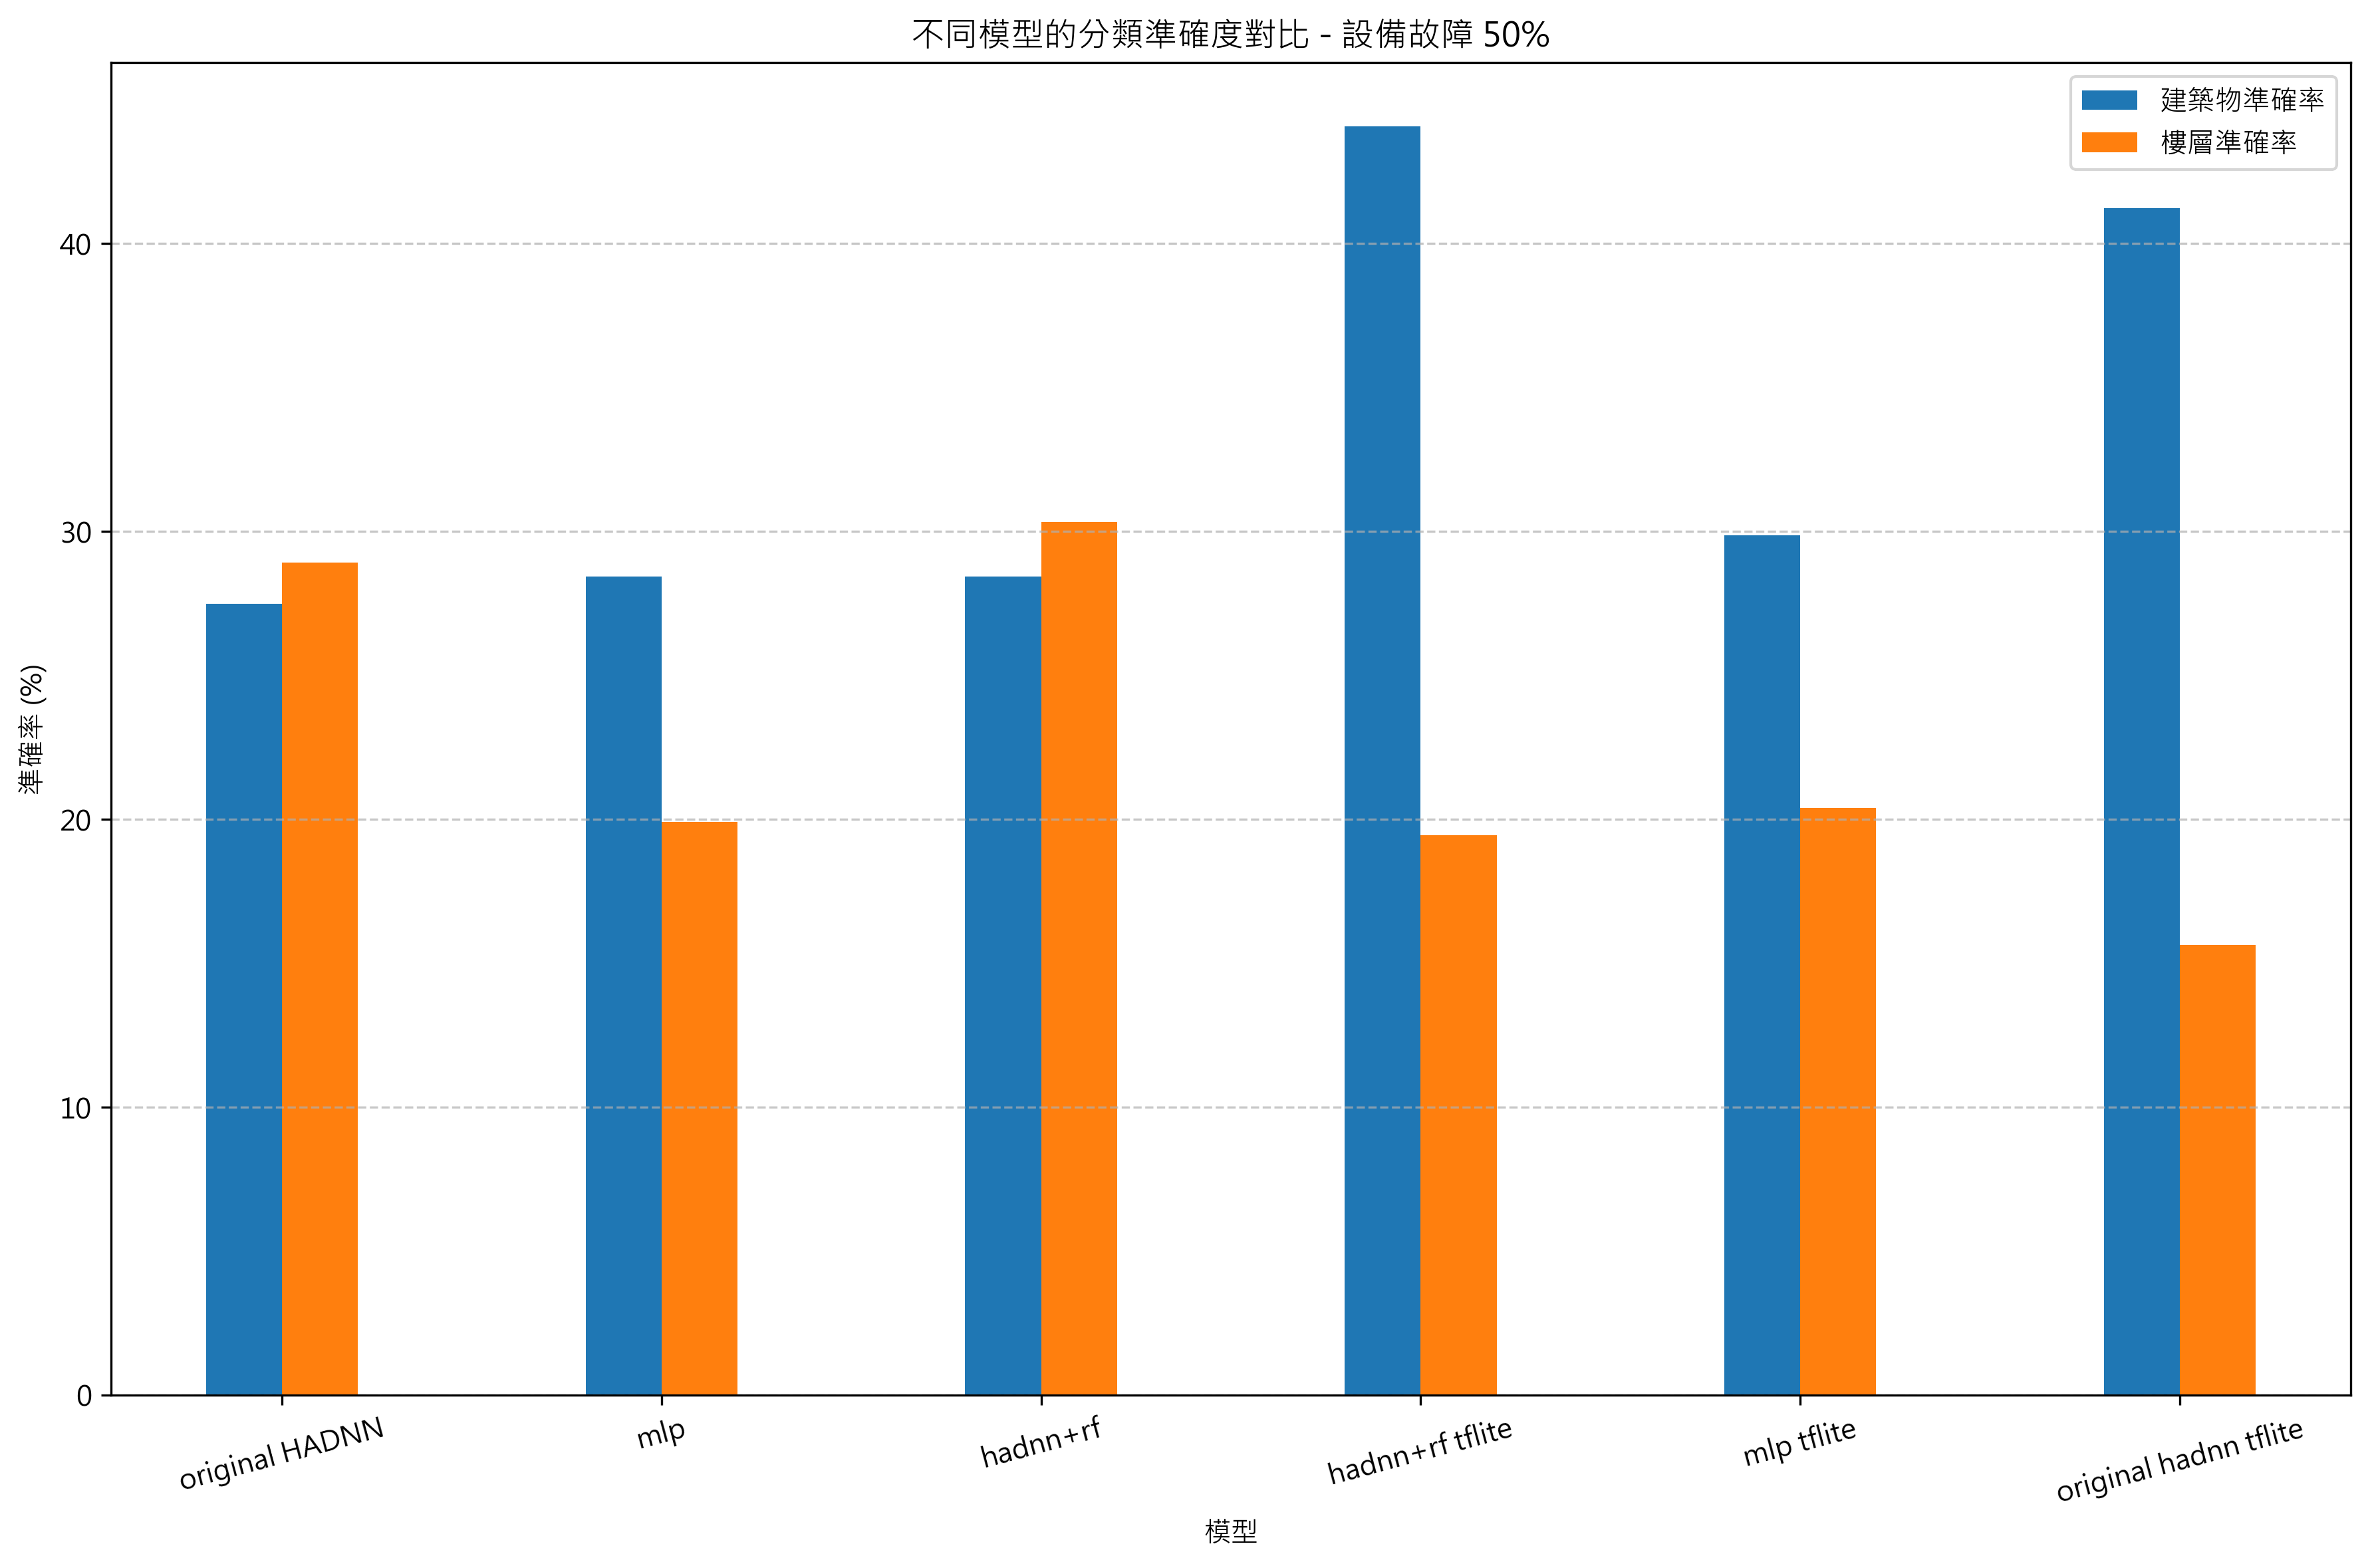 不同模型的分類準確度對比 - 設備故障 50%
建築物準確率
樓層準確率
準確率 (%)
40
30
20
10
0
original HADNN
mlp
hadnn+rf
hadnn+rf tflite
mlp tflite
original hadnn tflite
模型